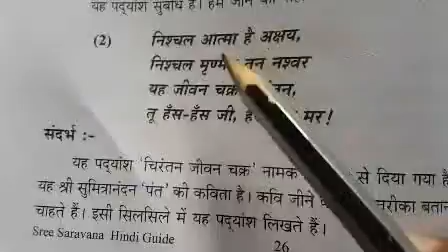 यह पद्यांश सुबोध है। हमें जीने का
(2) निश्चल आत्मा है अक्षय,
निश्चल तन नश्वर
यह जीवन चक्र
तू हँस-हँस जी, मर!
संदर्भ :-
यह पद्यांश 'चिरंतन जीवन चक्र' नामक से दिया गया है
यह श्री सुमित्रानंदन 'पंत' की कविता है। कवि जीने का तरीका बताना
चाहते हैं। इसी सिलसिले में यह पद्यांश लिखते हैं।
Sree Saravana Hindi Guide 26